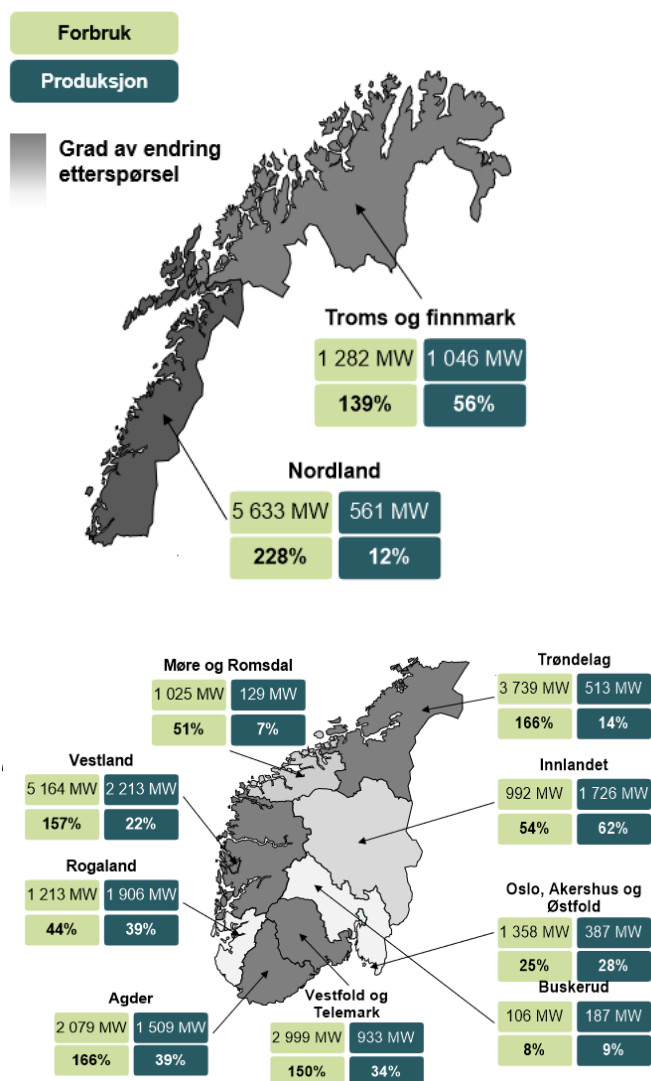 Forbruk
Produksjon
Grad av endring
etterspørsel
Troms og finnmark
1 282 MW 1 046 MW
139% 56%
Nordland
5 633 MW 561 MW
228% 12%
Møre og Romsdal
1 025 MW 129 MW
51% 7%
Trøndelag
3 739 MW 513 MW
166% 14%
Vestland
5 164 MW 2 213 MW
157% 22%
Innlandet
992 MW 1 726 MW
54% 62%
Rogaland
1 213 MW 1 906 MW
44% 39%
Oslo, Akershus og
Østfold
1 358 MW 387 MW
25% 28%
Buskerud
106 MW 187 MW
8% 9%
Agder
2 079 MW 1 509 MW
166% 39%
Vestfold og
Telemark
2 999 MW 933 MW
150% 34%